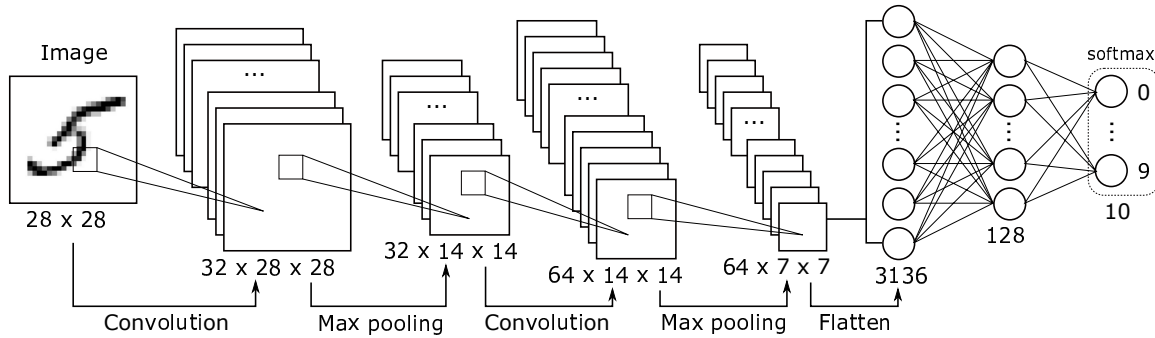 Image
28 x 28
...
32 x 28 x 28
...
32 x 14 x 14
...
64 x 14 x 14
...
64 x 7 x 7
3136
128
softmax
0
9
10
Convolution
Max pooling
Convolution
Max pooling
Flatten